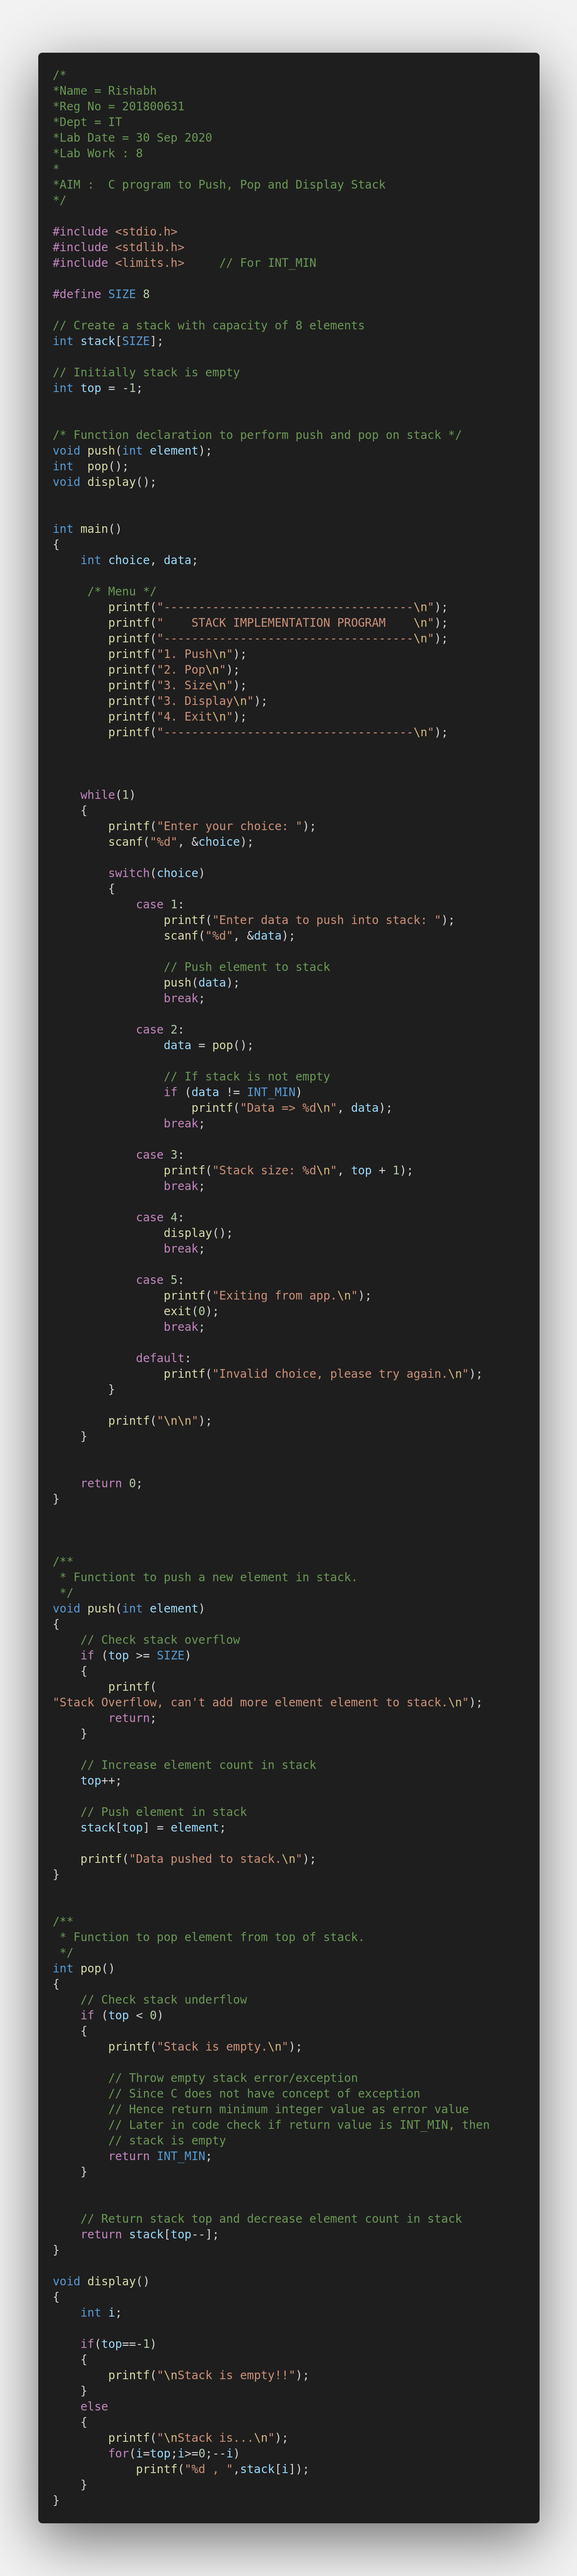 /*
*Name = Rishabh
*Reg No = 201800631
*Dept = IT
*Lab Date = 30 Sep 2020
*Lab Work : 8
*
*AIM :  C program to Push, Pop and Display Stack
*/

#include <stdio.h>
#include <stdlib.h>
#include <limits.h>     // For INT_MIN

#define SIZE 8

// Create a stack with capacity of 8 elements
int stack[SIZE];

// Initially stack is empty
int top = -1;


/* Function declaration to perform push and pop on stack */
void push(int element);
int  pop();
void display();


int main()
{
    int choice, data;

     /* Menu */
        printf("------------------------------------\n");
        printf("    STACK IMPLEMENTATION PROGRAM    \n");
        printf("------------------------------------\n");
        printf("1. Push\n");
        printf("2. Pop\n");
        printf("3. Size\n");
        printf("3. Display\n");
        printf("4. Exit\n");
        printf("------------------------------------\n");



    while(1)
    {
        printf("Enter your choice: ");
        scanf("%d", &choice);

        switch(choice)
        {
            case 1:
                printf("Enter data to push into stack: ");
                scanf("%d", &data);

                // Push element to stack
                push(data);
                break;

            case 2:
                data = pop();

                // If stack is not empty
                if (data != INT_MIN)
                    printf("Data => %d\n", data);
                break;

            case 3:
                printf("Stack size: %d\n", top + 1);
                break;

            case 4:
                display();
                break;

            case 5:
                printf("Exiting from app.\n");
                exit(0);
                break;

            default:
                printf("Invalid choice, please try again.\n");
        }

        printf("\n\n");
    }


    return 0;
}



/**
 * Functiont to push a new element in stack.
 */
void push(int element)
{
    // Check stack overflow
    if (top >= SIZE)
    {
        printf(
"Stack Overflow, can't add more element element to stack.\n");
        return;
    }

    // Increase element count in stack
    top++;

    // Push element in stack
    stack[top] = element;

    printf("Data pushed to stack.\n");
}


/**
 * Function to pop element from top of stack.
 */
int pop()
{
    // Check stack underflow
    if (top < 0)
    {
        printf("Stack is empty.\n");

        // Throw empty stack error/exception
        // Since C does not have concept of exception
        // Hence return minimum integer value as error value
        // Later in code check if return value is INT_MIN, then
        // stack is empty
        return INT_MIN;
    }


    // Return stack top and decrease element count in stack
    return stack[top--];
}

void display()
{
    int i;

    if(top==-1)
    {
        printf("\nStack is empty!!");
    }
    else
    {
        printf("\nStack is...\n");
        for(i=top;i>=0;--i)
            printf("%d , ",stack[i]);
    }
}